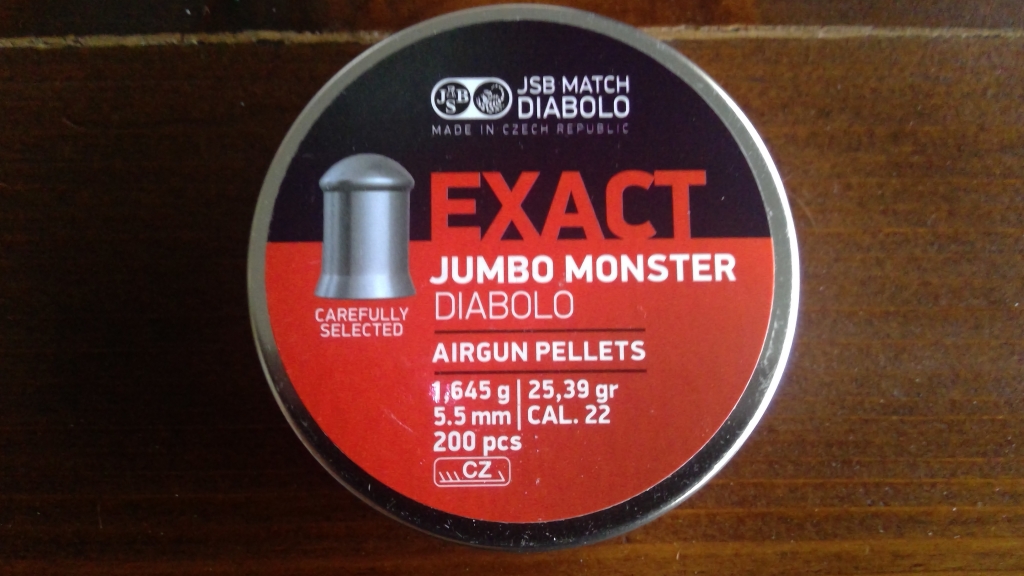 JSB
JSB MATCH
DIABOLO
MADE IN CZECH REPUBLIC
EXACT
JUMBO MONSTER
DIABOLO
CAREFULLY
SELECTED
AIRGUN PELLETS
1,645 g | 25,39 gr
5.5 mm | CAL. 22
200 pcs
CZ